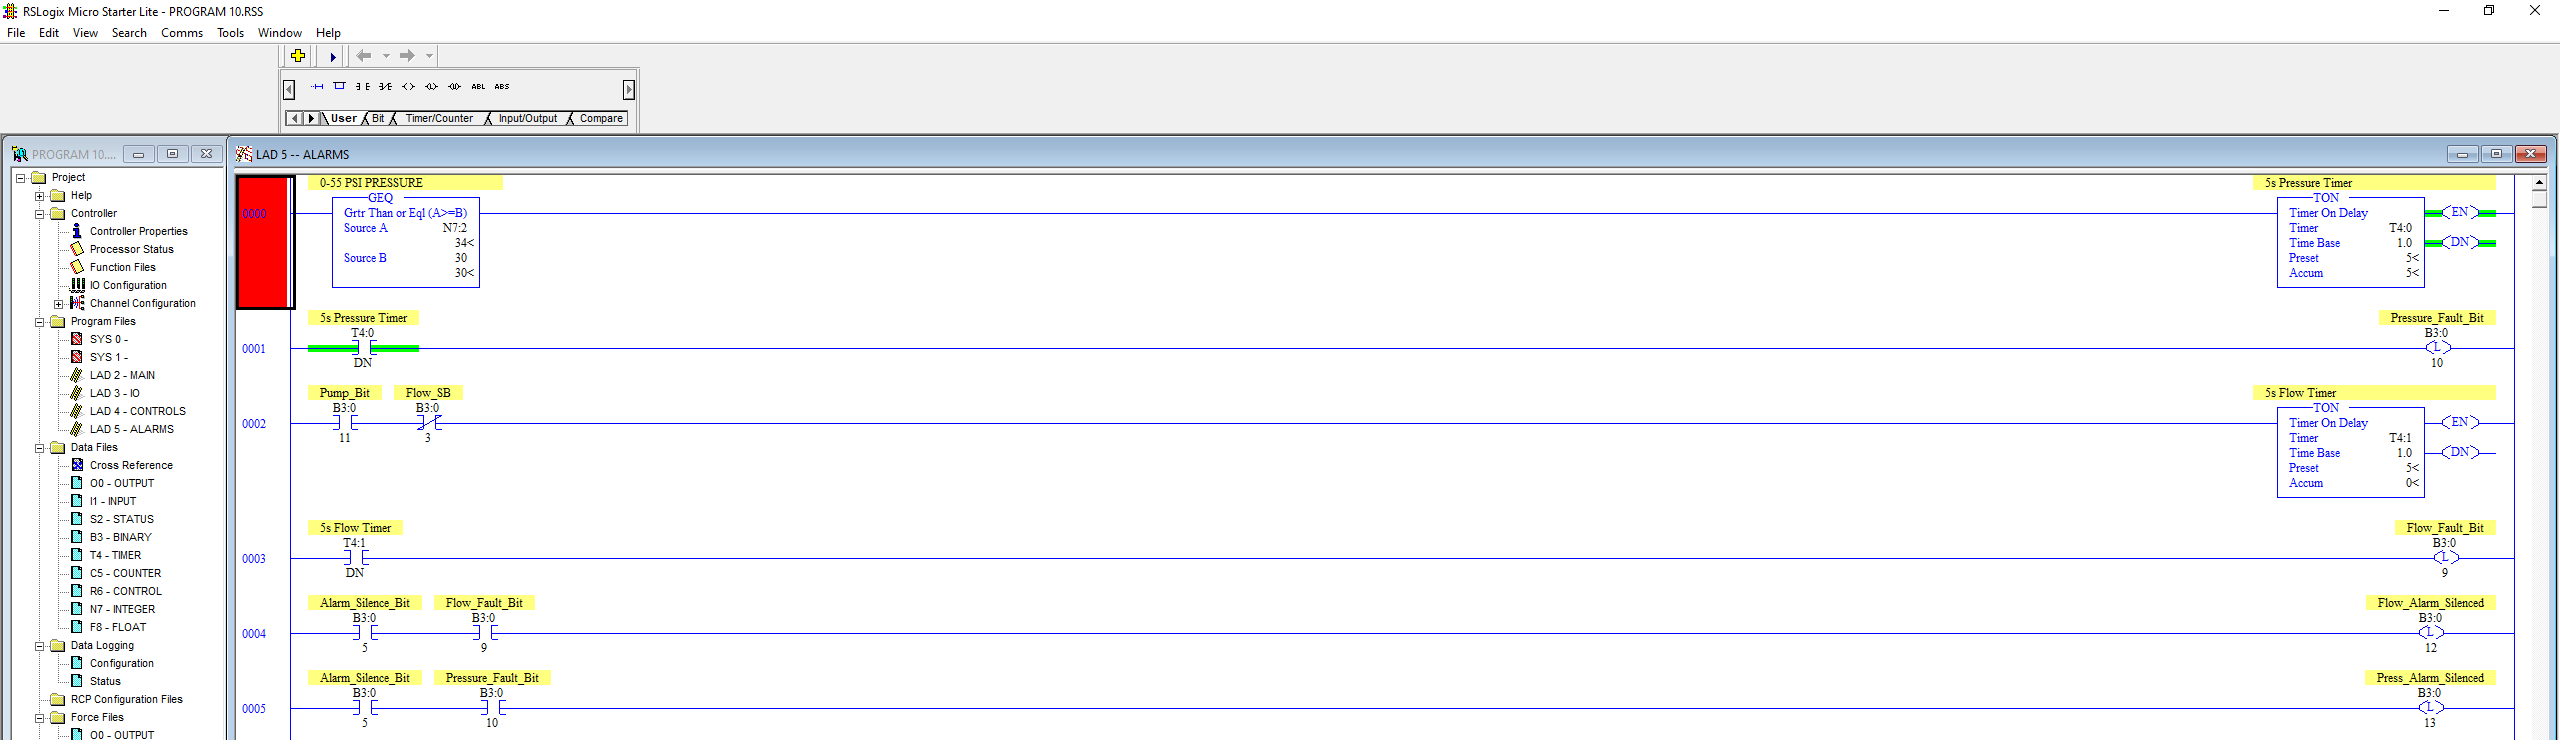 RSLogix Micro Starter Lite - PROGRAM 10.RSS
File Edit View Search Comms Tools Window Help
ABL ABS
User Bit Timer/Counter Input/Output Compare
PROGRAM 10....
Project
Help
Controller
Controller Properties
Processor Status
Function Files
IO Configuration
Channel Configuration
Program Files
SYS 0 -
SYS 1 -
LAD 2 - MAIN
LAD 3 - IO
LAD 4 - CONTROLS
LAD 5 - ALARMS
Data Files
Cross Reference
O0 - OUTPUT
I1 - INPUT
S2 - STATUS
B3 - BINARY
T4 - TIMER
C5 - COUNTER
R6 - CONTROL
N7 - INTEGER
F8 - FLOAT
Data Logging
Configuration
Status
RCP Configuration Files
Force Files
O0 - OUTPUT
LAD 5 -- ALARMS
0000
0-55 PSI PRESSURE
GEQ
Grtr Than or Eql (A>=B)
Source A N7:2
34<
Source B 30
30<
5s Pressure Timer
TON
Timer On Delay EN
Timer T4:0
Time Base 1.0 DN
Preset 5<
Accum 5<
0001
5s Pressure Timer
T4:0
DN
Pressure_Fault_Bit
B3:0
L
10
0002
Pump_Bit Flow_SB
B3:0 B3:0
11 3
5s Flow Timer
TON
Timer On Delay EN
Timer T4:1
Time Base 1.0 DN
Preset 5<
Accum 0<
0003
5s Flow Timer
T4:1
DN
Flow_Fault_Bit
B3:0
L
9
0004
Alarm_Silence_Bit Flow_Fault_Bit
B3:0 B3:0
5 9
Flow_Alarm_Silenced
B3:0
L
12
0005
Alarm_Silence_Bit Pressure_Fault_Bit
B3:0 B3:0
5 10
Press_Alarm_Silenced
B3:0
L
13